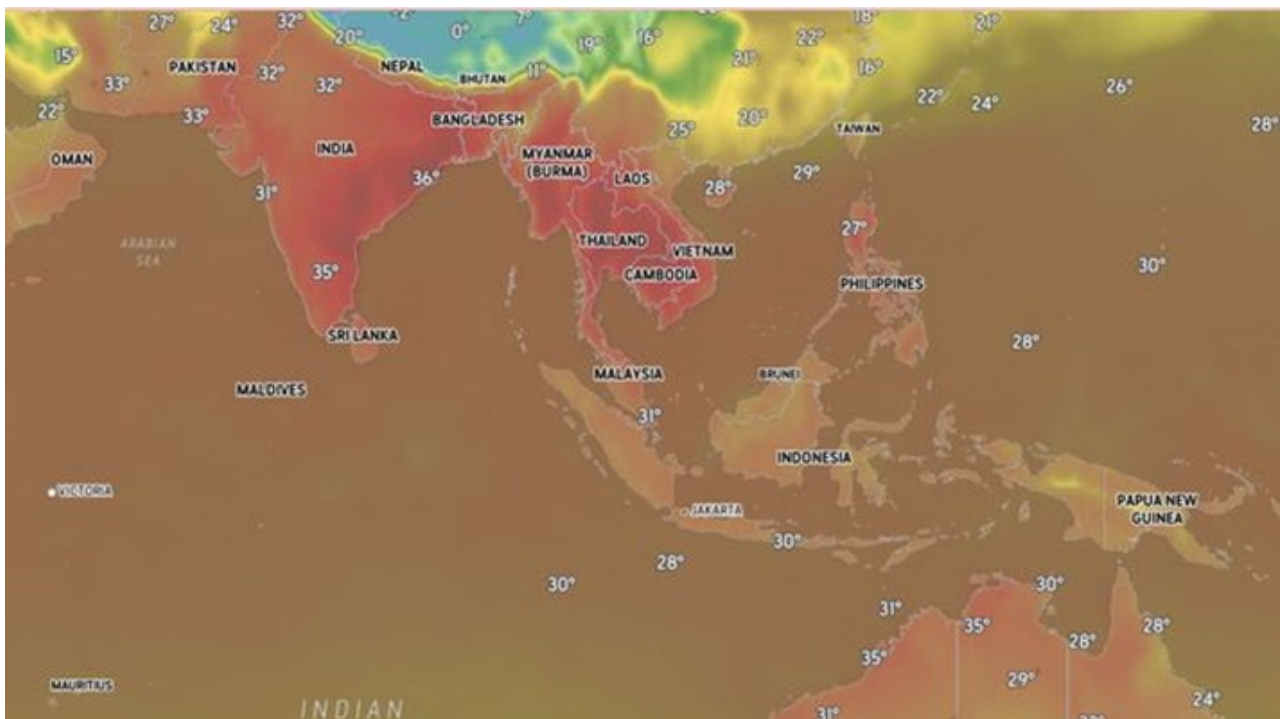 -2°
7°
18°
27°
24°
32°
21°
0°
20°
19°
16°
22°
15°
21°
PAKISTAN
NEPAL
11°
16°
32°
BHUTAN
33°
32°
26°
22°
24°
22°
33°
20°
BANGLADESH
28°
25°
TAIWAN
INDIA
OMAN
MYANMAR
(BURMA)
29°
LAOS
36°
28°
31°
27°
THAILAND
ARABIAN
SEA
VIETNAM
30°
35°
CAMBODIA
PHILIPPINES
SRI LANKA
28°
MALAYSIA
BRUNEI
MALDIVES
31°
INDONESIA
VICTORIA
PAPUA NEW
GUINEA
JAKARTA
30°
28°
30°
30°
31°
35°
28°
28°
35°
29°
MAURITIUS
24°
INDIAN
31°